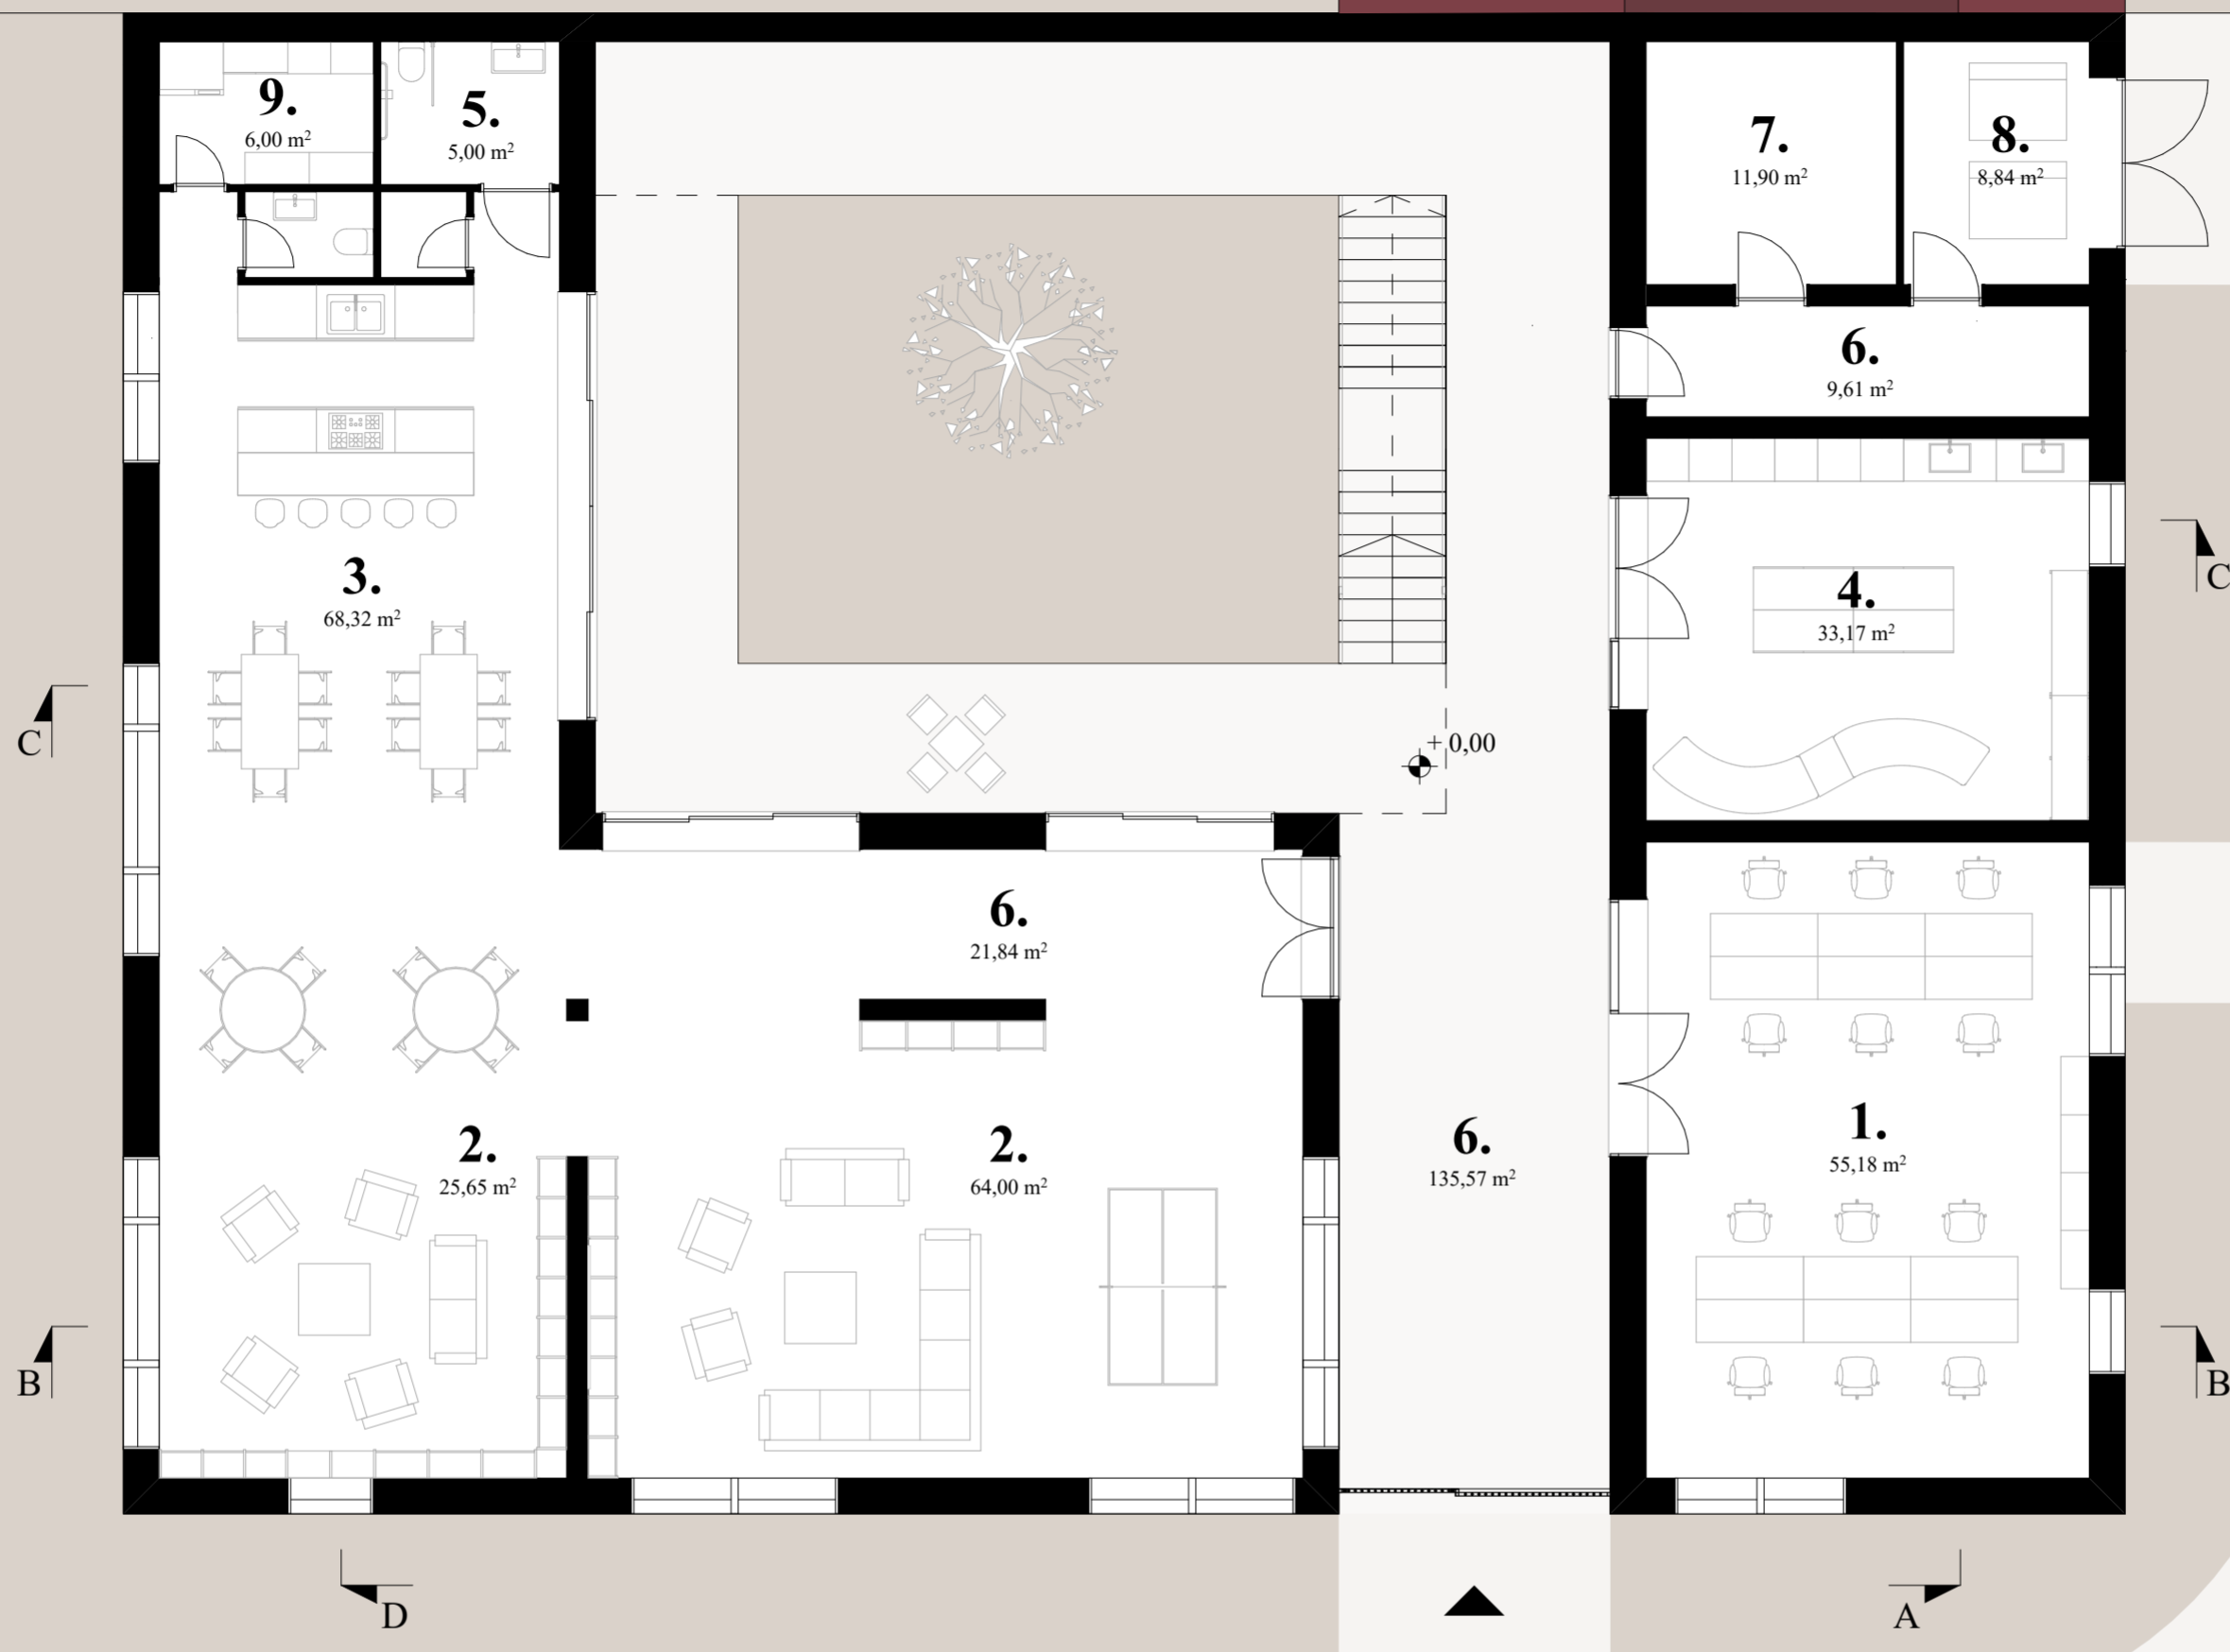 9.
6,00 m²
5.
5,00 m²
7.
11,90 m²
8.
8,84 m²
6.
9,61 m²
3.
68,32 m²
4.
33,17 m²
C
C
+ 0,00
6.
21,84 m²
2.
25,65 m²
2.
64,00 m²
6.
135,57 m²
1.
55,18 m²
B
B
D
A